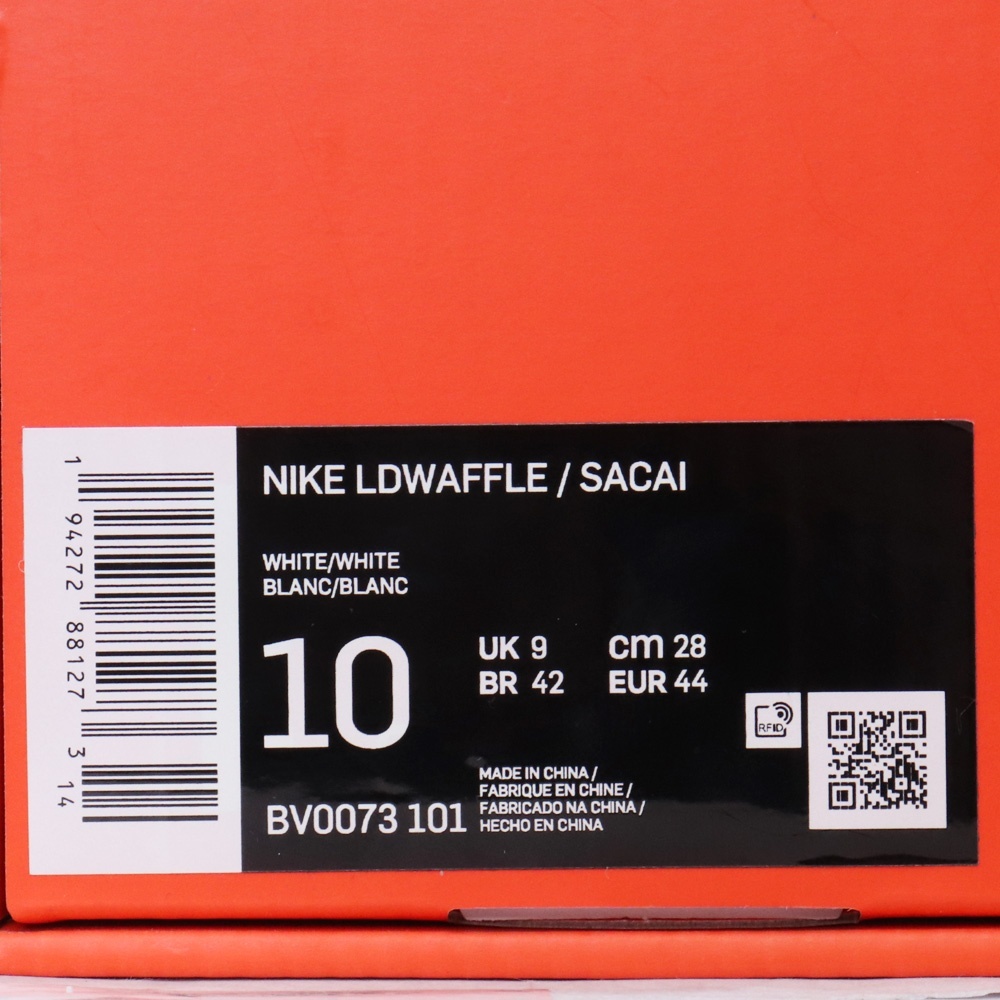 1 94272 88127 3 14
NIKE LDWAFFLE / SACAI
WHITE/WHITE
BLANC/BLANC
10
UK 9 cm 28
BR 42 EUR 44
RFID
MADE IN CHINA /
FABRIQUE EN CHINE /
FABRICADO NA CHINA /
HECHO EN CHINA
BV0073 101